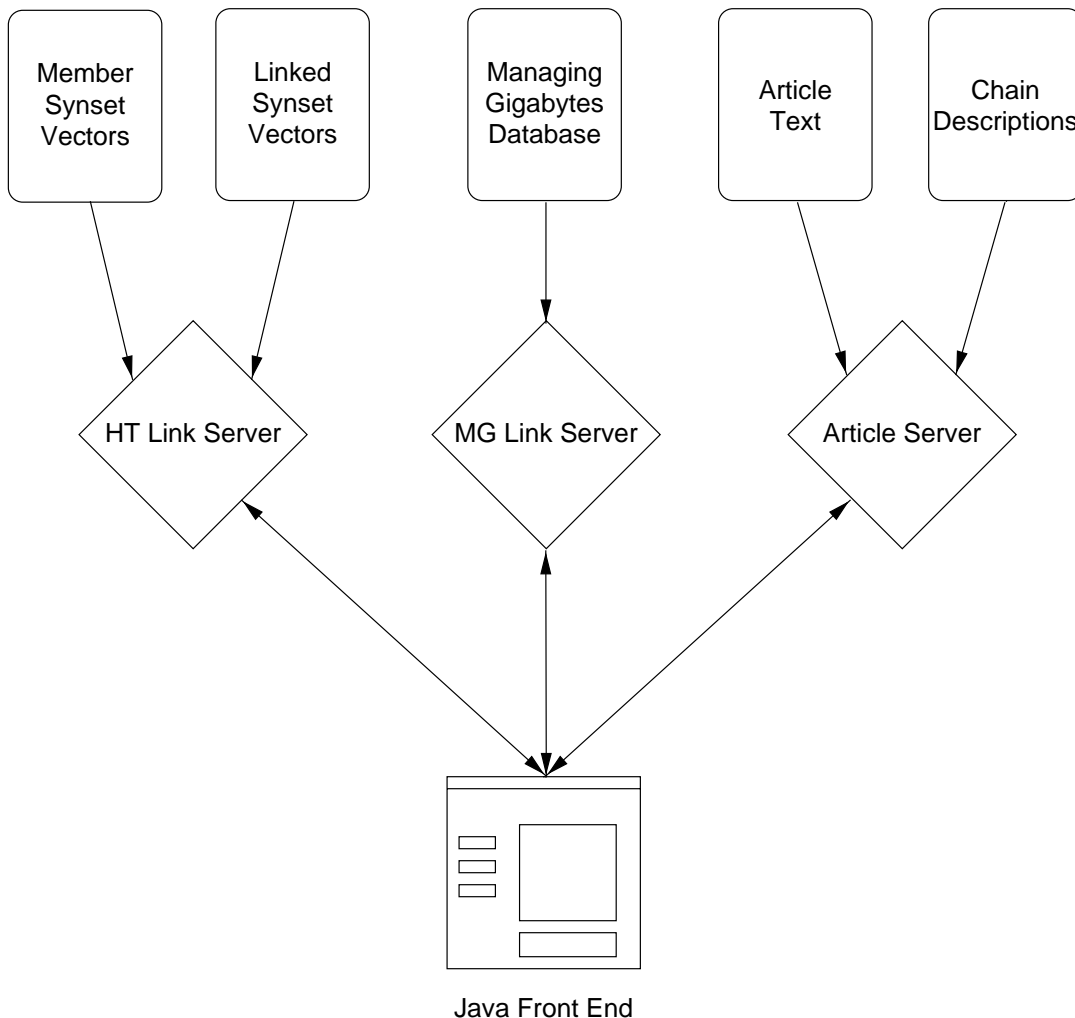 Member
Synset
Vectors
Linked
Synset
Vectors
Managing
Gigabytes
Database
Article
Text
Chain
Descriptions
HT Link Server
MG Link Server
Article Server
Java Front End